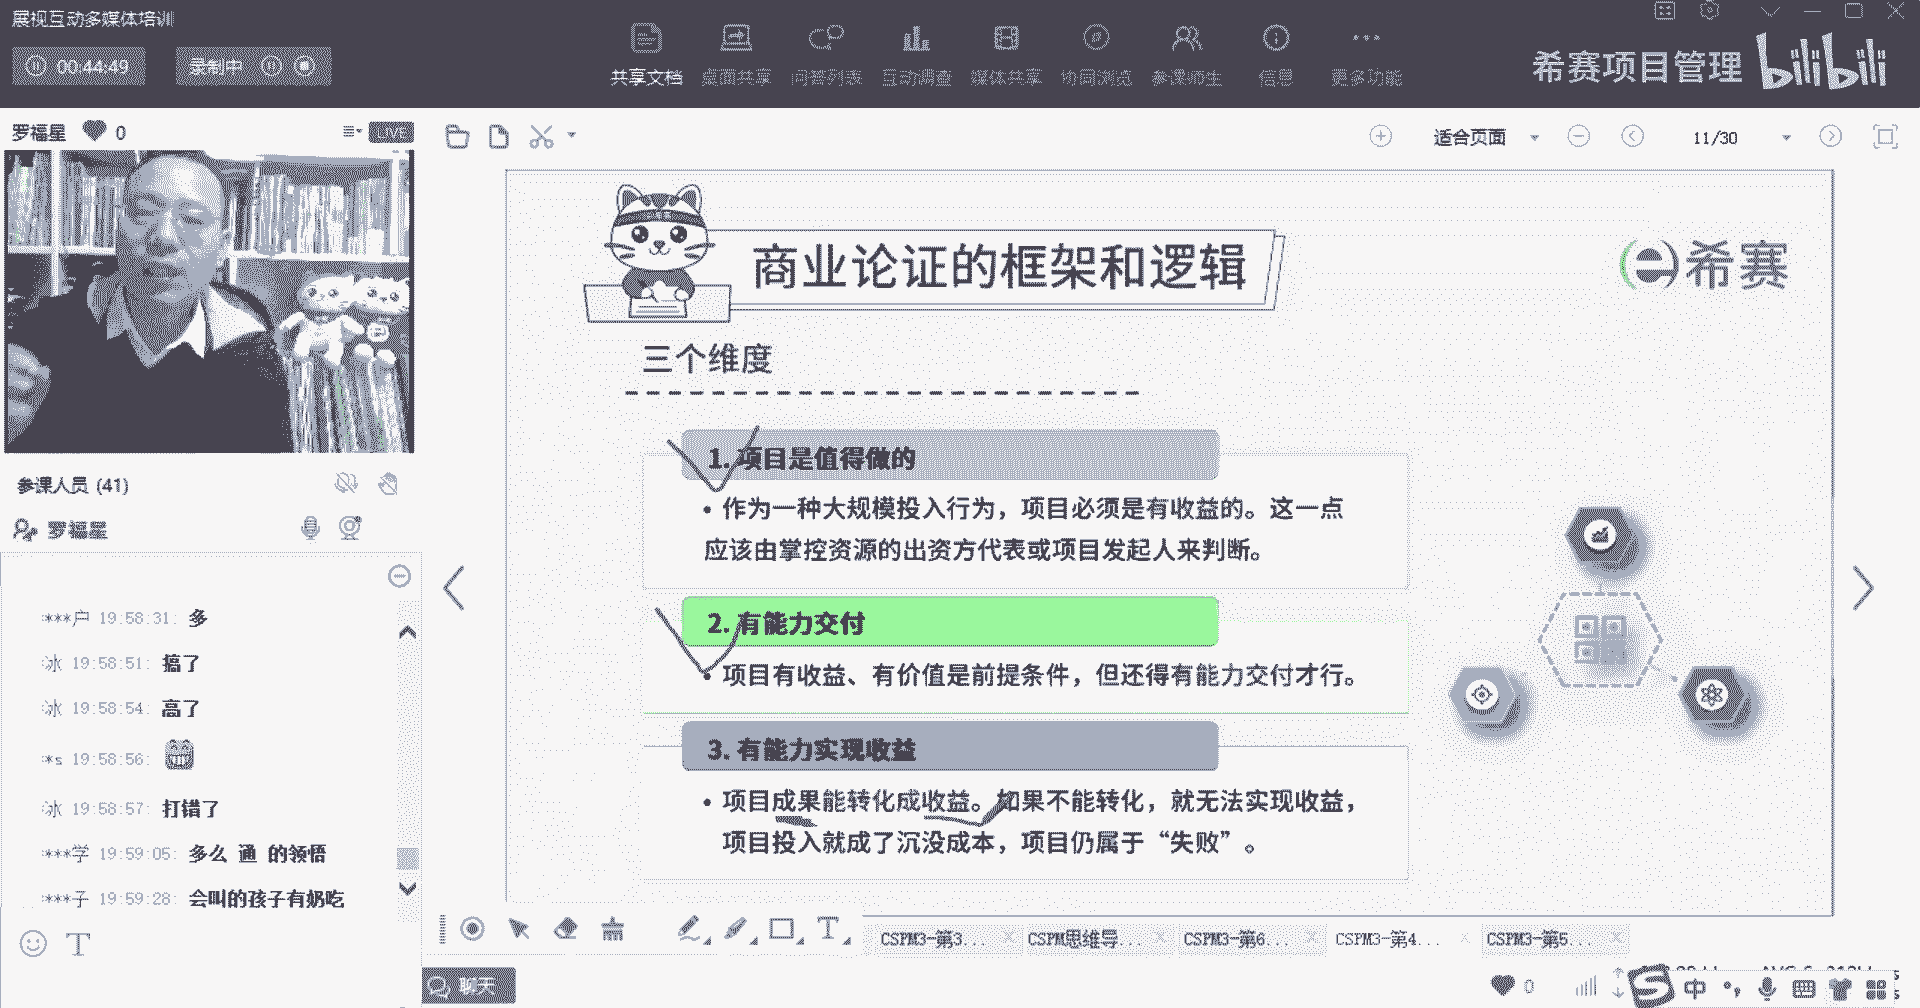 展视互动多媒体培训
00:44:49
录制中
共享文档
桌面共享
问答列表
互动调查
媒体共享
协同浏览
参课师生
信息
更多功能
希赛项目管理
bilibili
罗福星
0
LIVE
适合页面
11/30
商业论证的框架和逻辑
希赛
三个维度
1. 项目是值得做的
• 作为一种大规模投入行为，项目必须是有收益的。这一点
应该由掌控资源的出资方代表或项目发起人来判断。
2. 有能力交付
• 项目有收益、有价值是前提条件，但还得有能力交付才行。
3. 有能力实现收益
• 项目成果能转化成收益。如果不能转化，就无法实现收益，
项目投入就成了沉没成本，项目仍属于“失败”。
参课人员 (41)
罗福星
***户 19:58:31: 多
*冰 19:58:51: 搞了
*冰 19:58:54: 高了
*s 19:58:56:
*冰 19:58:57: 打错了
***学 19:59:05: 多么 通 的领悟
***子 19:59:28: 会叫的孩子有奶吃
T
T
CSPM3-第3...
CSPM思维导...
CSPM3-第6...
CSPM3-第4...
CSPM3-第5...
聊天
0
S
中